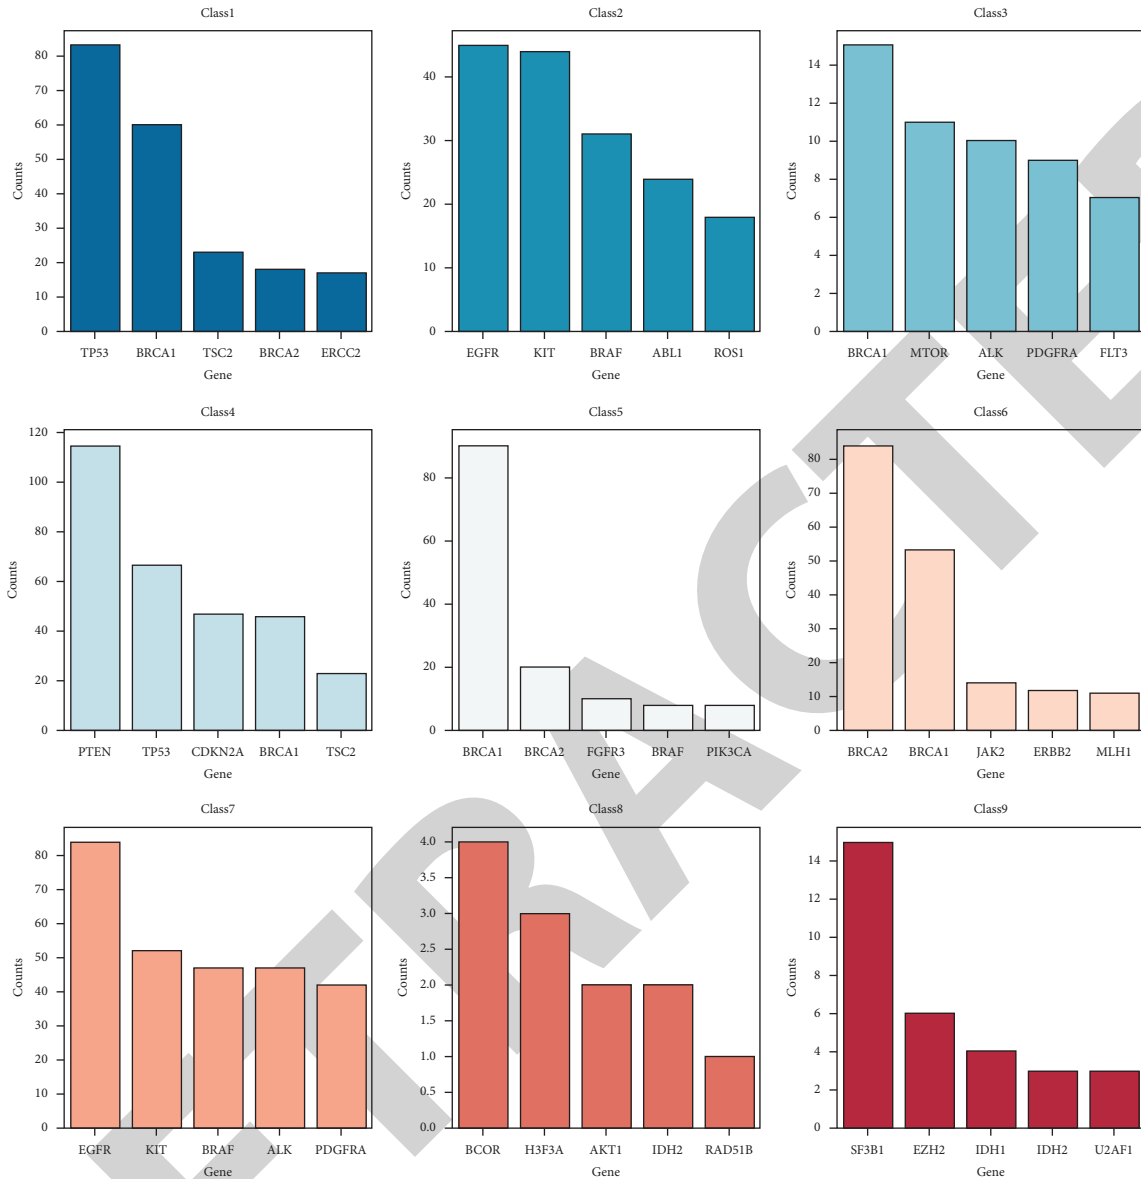 Class1
Counts
80
70
60
50
40
30
20
10
0
TP53 BRCA1 TSC2 BRCA2 ERCC2
Gene
Class2
Counts
40
30
20
10
0
EGFR KIT BRAF ABL1 ROS1
Gene
Class3
Counts
14
12
10
8
6
4
2
0
BRCA1 MTOR ALK PDGFRA FLT3
Gene
Class4
Counts
120
100
80
60
40
20
0
PTEN TP53 CDKN2A BRCA1 TSC2
Gene
Class5
Counts
80
60
40
20
0
BRCA1 BRCA2 FGFR3 BRAF PIK3CA
Gene
Class6
Counts
80
70
60
50
40
30
20
10
0
BRCA2 BRCA1 JAK2 ERBB2 MLH1
Gene
Class7
Counts
80
70
60
50
40
30
20
10
0
EGFR KIT BRAF ALK PDGFRA
Gene
Class8
Counts
4.0
3.5
3.0
2.5
2.0
1.5
1.0
0.5
0.0
BCOR H3F3A AKT1 IDH2 RAD51B
Gene
Class9
Counts
14
12
10
8
6
4
2
0
SF3B1 EZH2 IDH1 IDH2 U2AF1
Gene